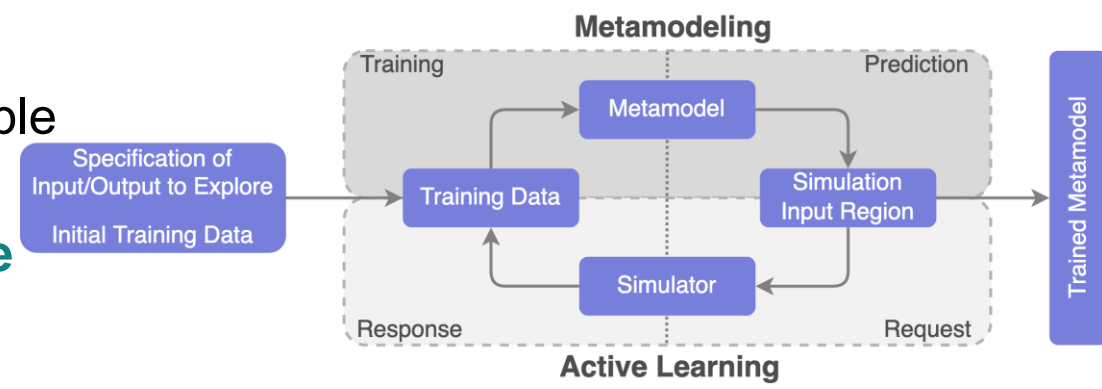 Metamodeling
Training
Prediction
ple
Metamodel
Specification of
Input/Output to Explore
Initial Training Data
Training Data
Simulation
Input Region
Trained Metamodel
e
Simulator
Response
Request
Active Learning